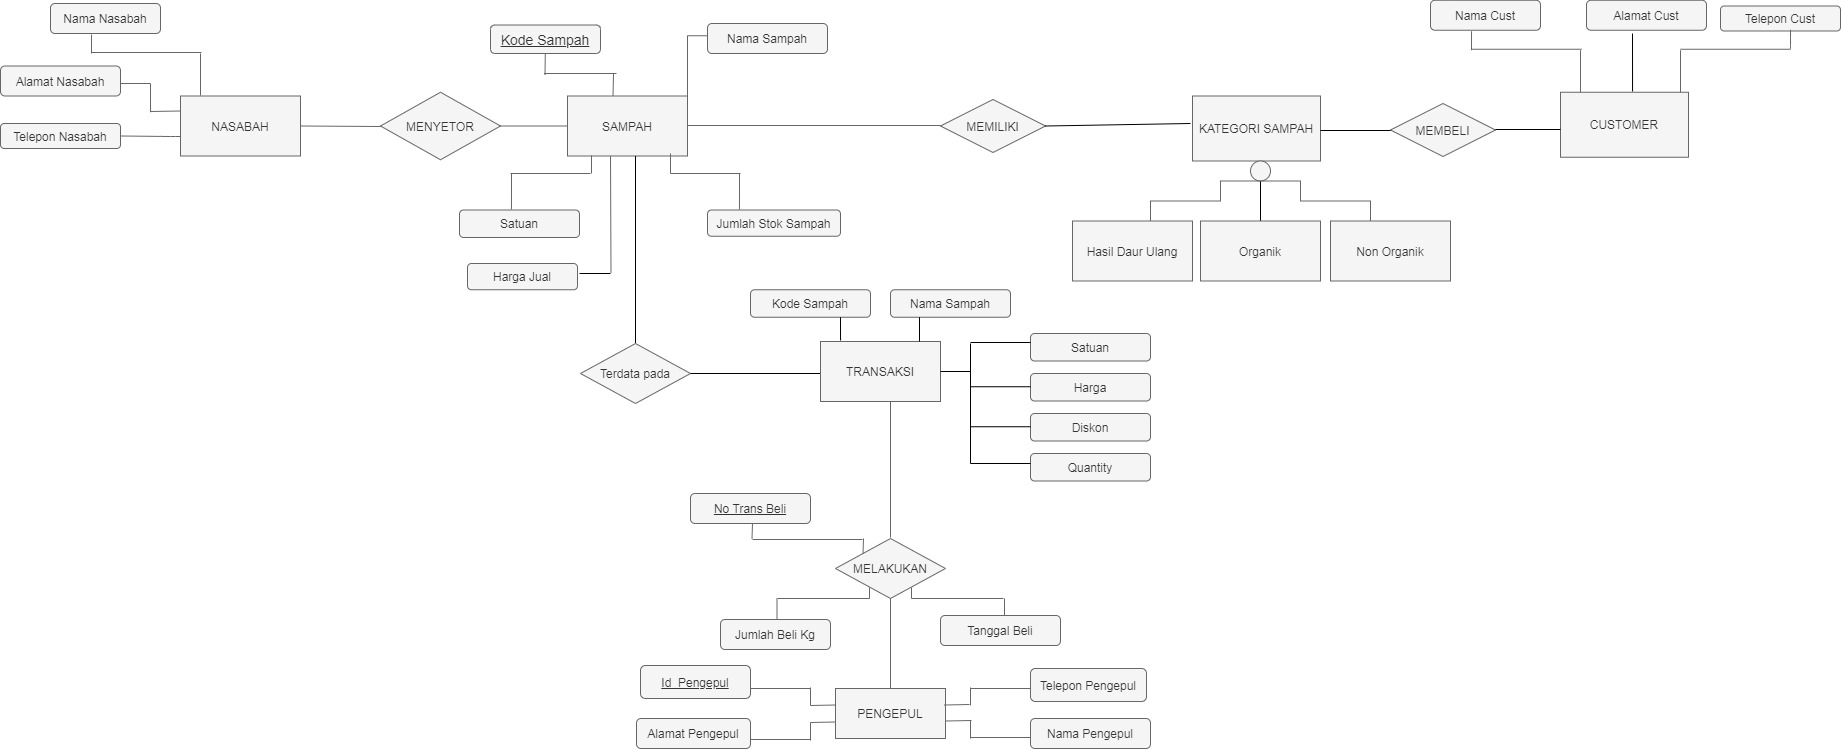 Nama Nasabah
Kode Sampah
Nama Sampah
Nama Cust
Alamat Cust
Telepon Cust
Alamat Nasabah
Telepon Nasabah
NASABAH
MENYETOR
SAMPAH
MEMILIKI
KATEGORI SAMPAH
MEMBELI
CUSTOMER
Satuan
Jumlah Stok Sampah
Harga Jual
Hasil Daur Ulang
Organik
Non Organik
Kode Sampah
Nama Sampah
Terdata pada
TRANSAKSI
Satuan
Harga
Diskon
Quantity
No Trans Beli
MELAKUKAN
Jumlah Beli Kg
Tanggal Beli
Id_Pengepul
Telepon Pengepul
PENGEPUL
Alamat Pengepul
Nama Pengepul